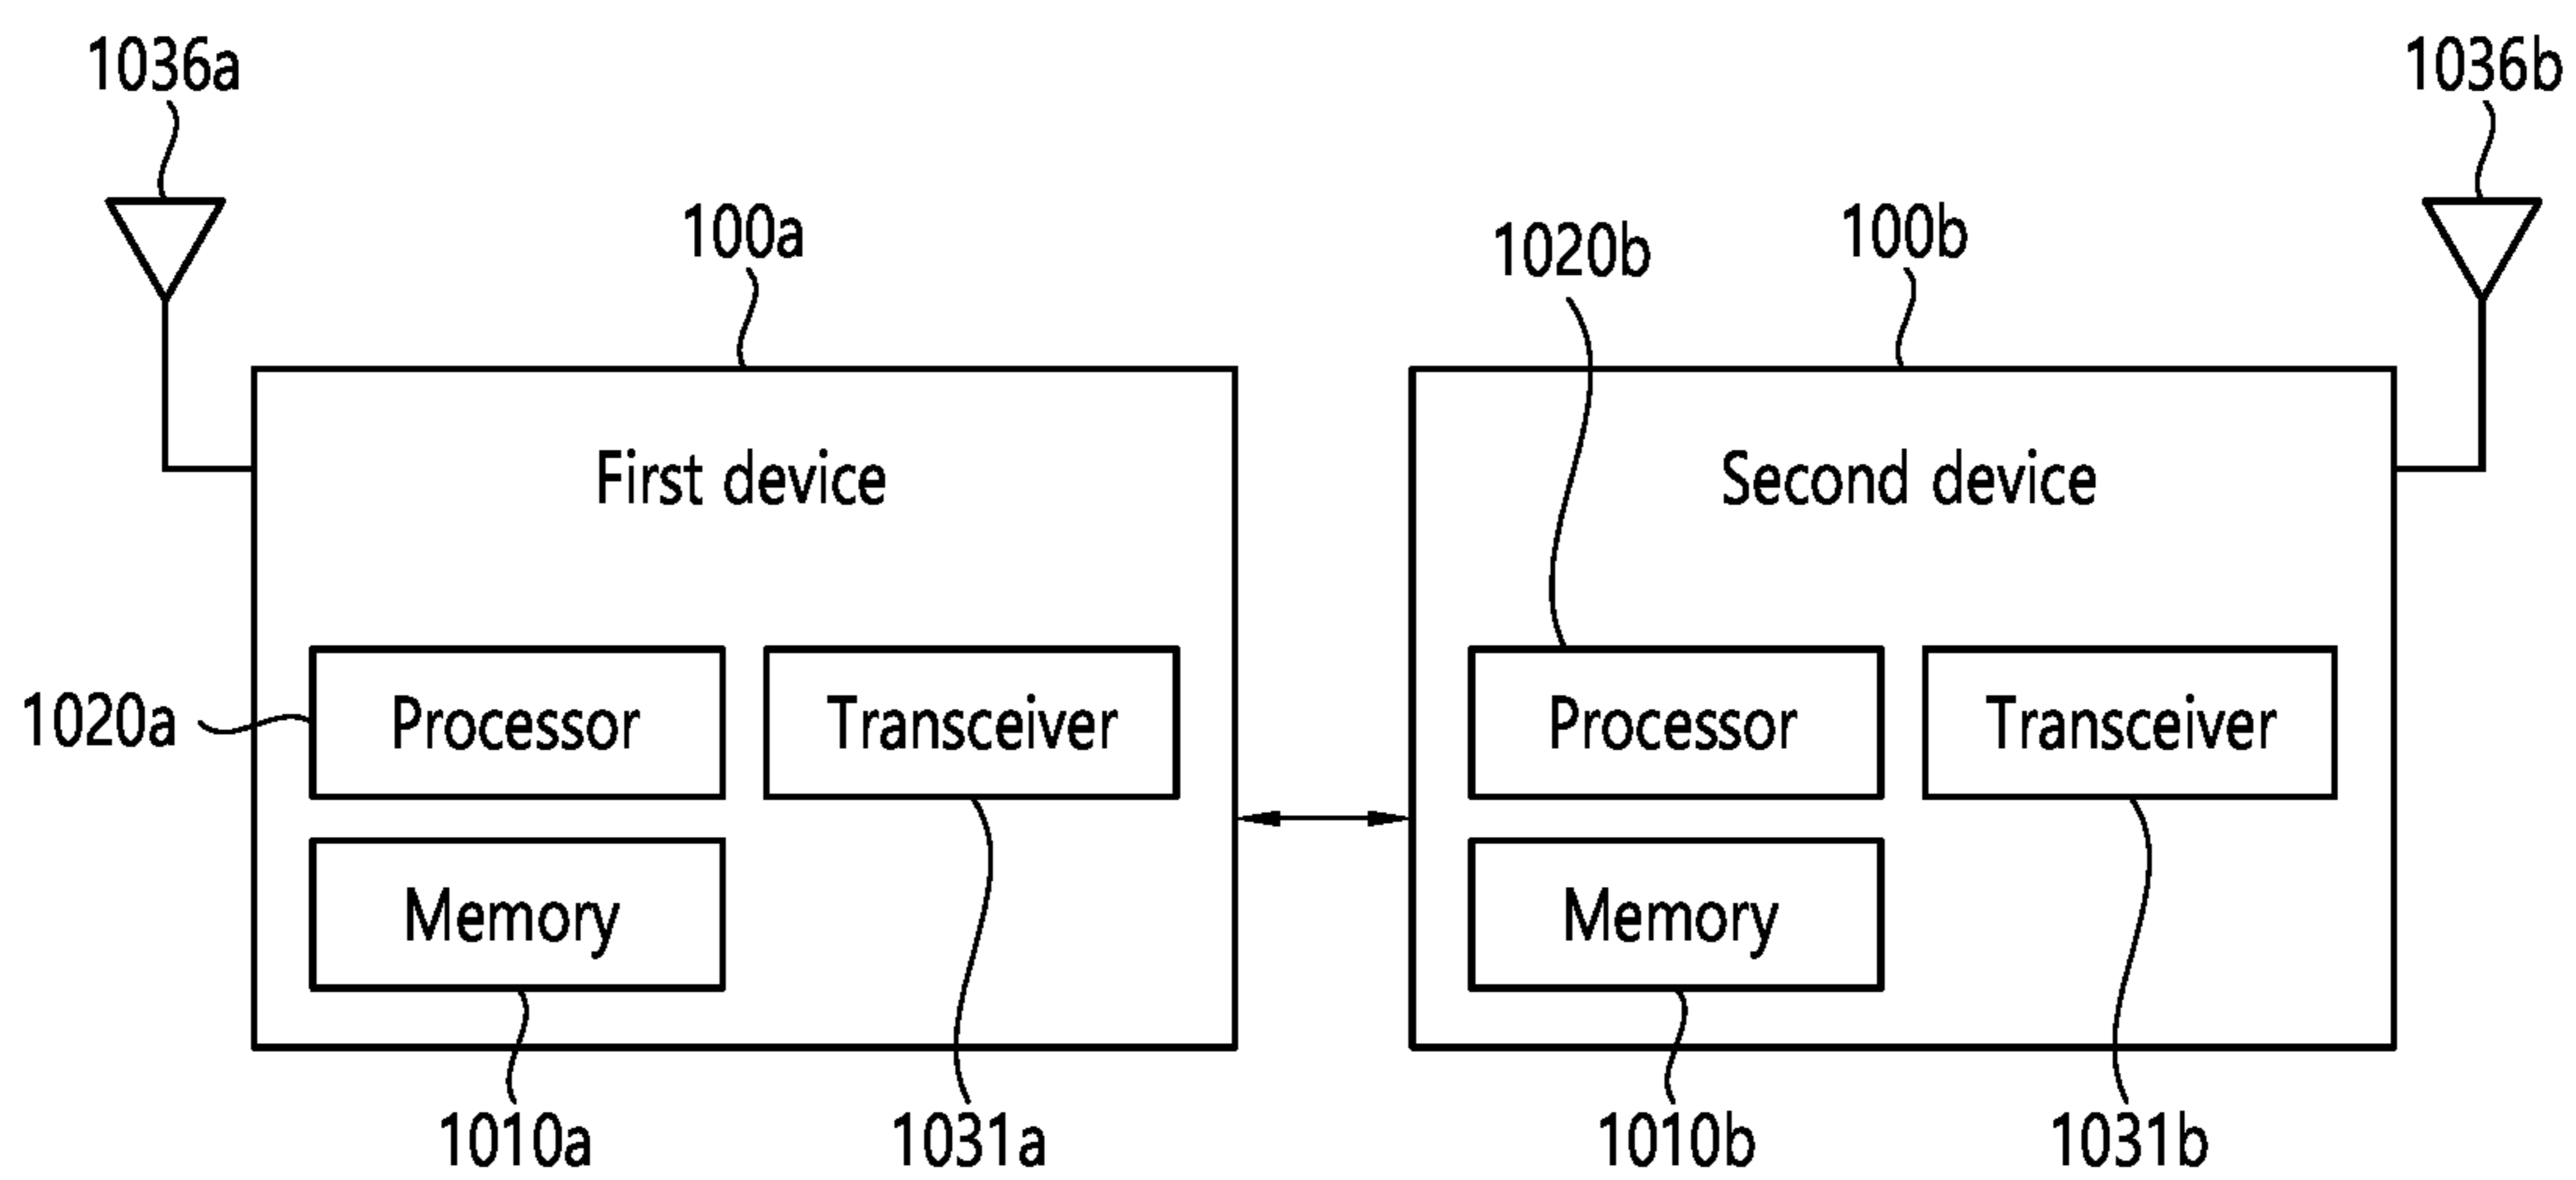 1036a
1036b
100a
1020b
100b
First device
Second device
1020a
Processor
Transceiver
Processor
Transceiver
Memory
Memory
1010a
1031a
1010b
1031b